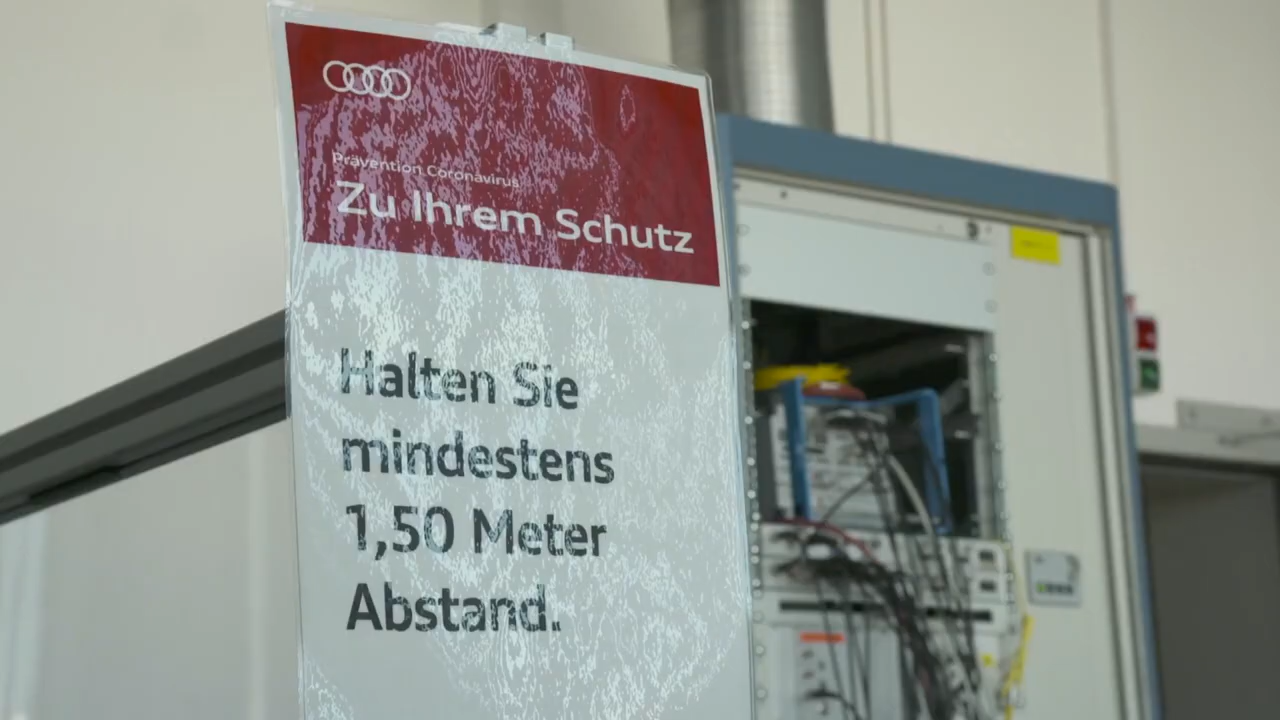 Prävention Coronavirus
Zu Ihrem Schutz
Halten Sie
mindestens
1,50 Meter
Abstand.